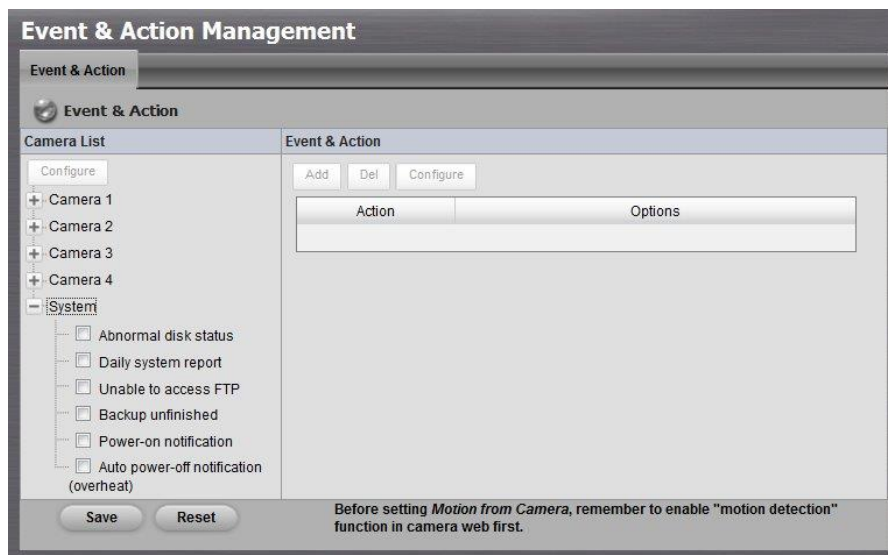 Event & Action Management
Event & Action
Event & Action
Camera List
Configure
Camera 1
Camera 2
Camera 3
Camera 4
System
Abnormal disk status
Daily system report
Unable to access FTP
Backup unfinished
Power-on notification
Auto power-off notification
(overheat)
Event & Action
Add Del Configure
Action Options
Save Reset
Before setting Motion from Camera, remember to enable "motion detection"
function in camera web first.